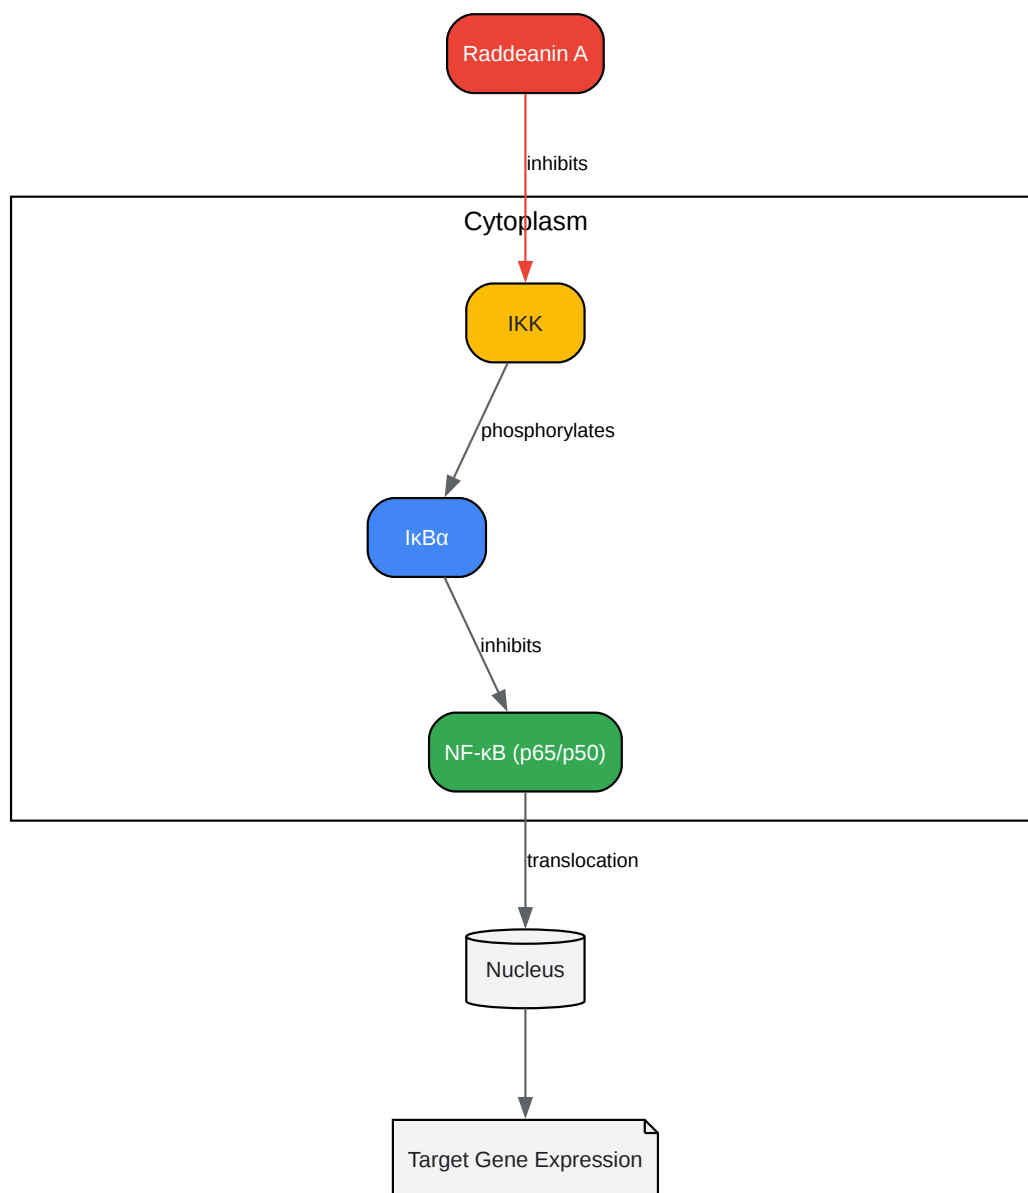 Raddeanin A
inhibits
Cytoplasm
IKK
phosphorylates
IκBα
inhibits
NF-κB (p65/p50)
translocation
Nucleus
Target Gene Expression